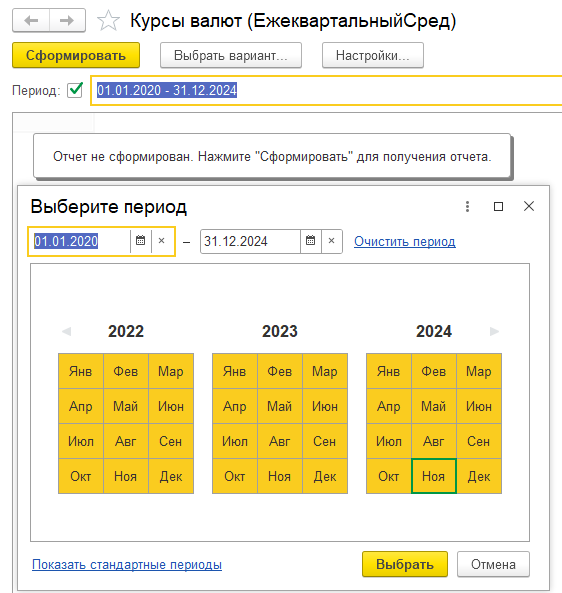 Курсы валют (ЕжеквартальныйСред)
Сформировать Выбрать вариант... Настройки...
Период: 01.01.2020 - 31.12.2024
Отчет не сформирован. Нажмите "Сформировать" для получения отчета.
Выберите период
01.01.2020 – 31.12.2024 Очистить период
2022 2023 2024
Янв Фев Мар Янв Фев Мар Янв Фев Мар
Апр Май Июн Апр Май Июн Апр Май Июн
Июл Авг Сен Июл Авг Сен Июл Авг Сен
Окт Ноя Дек Окт Ноя Дек Окт Ноя Дек
Показать стандартные периоды Выбрать Отмена